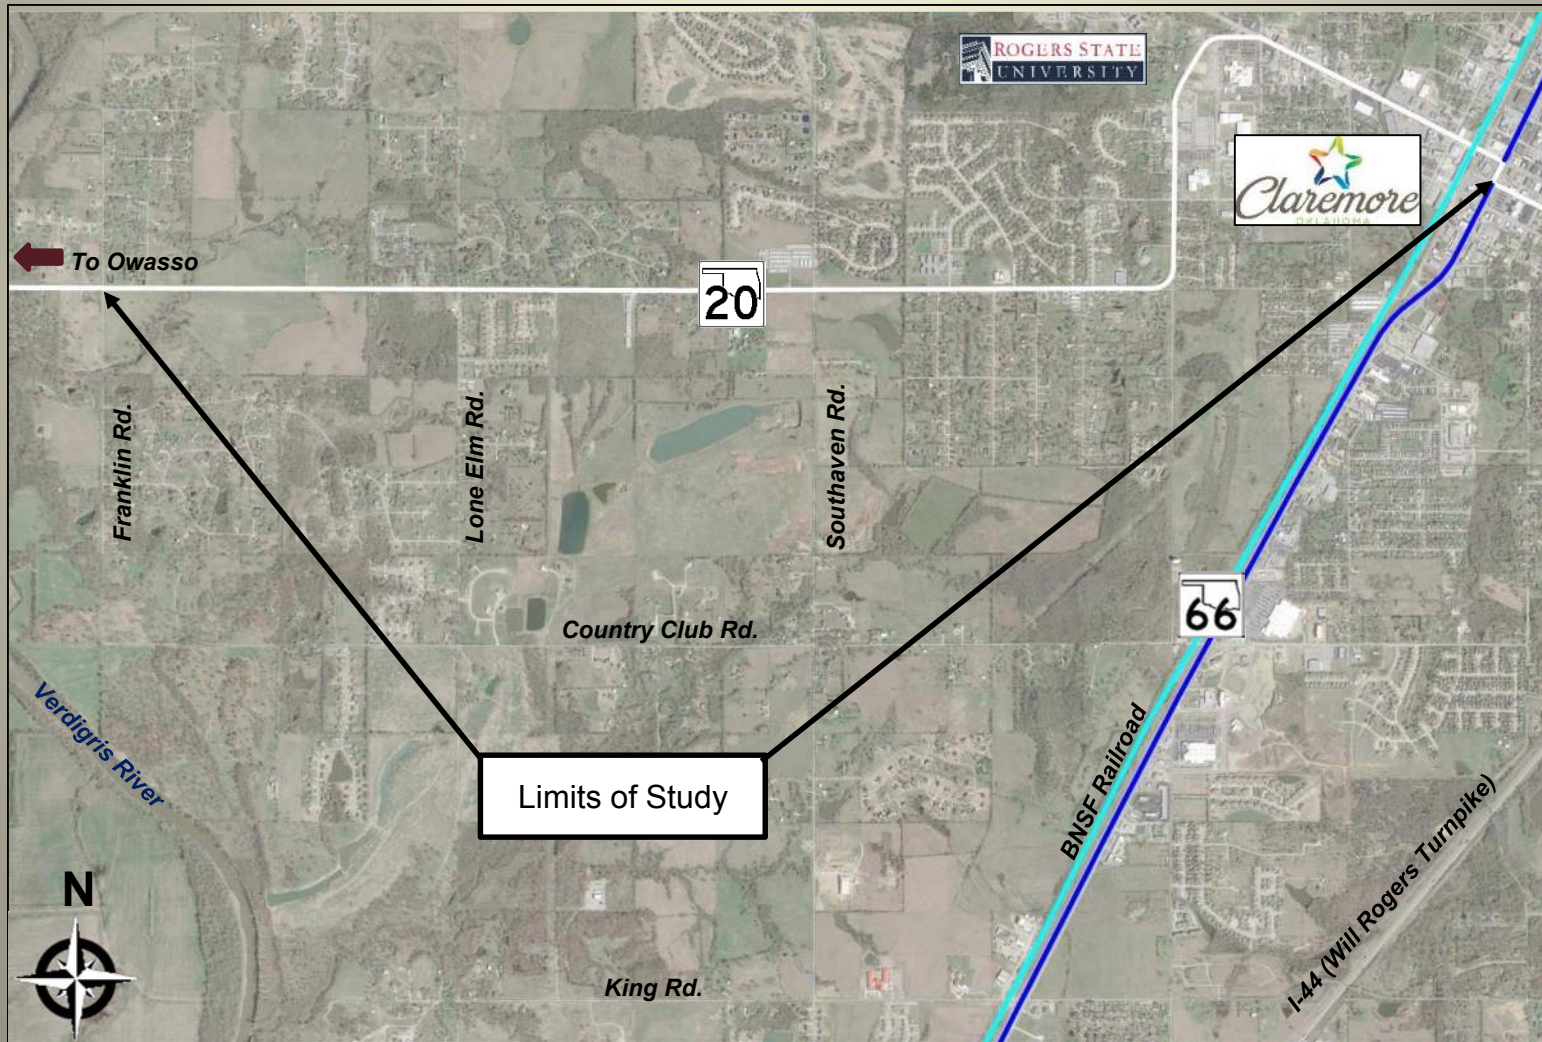 ROGERS STATE
UNIVERSITY
Claremore
OKLAHOMA
To Owasso
20
Franklin Rd.
Lone Elm Rd.
Southaven Rd.
Country Club Rd.
66
Verdigris River
Limits of Study
BNSF Railroad
I-44 (Will Rogers Turnpike)
N
King Rd.